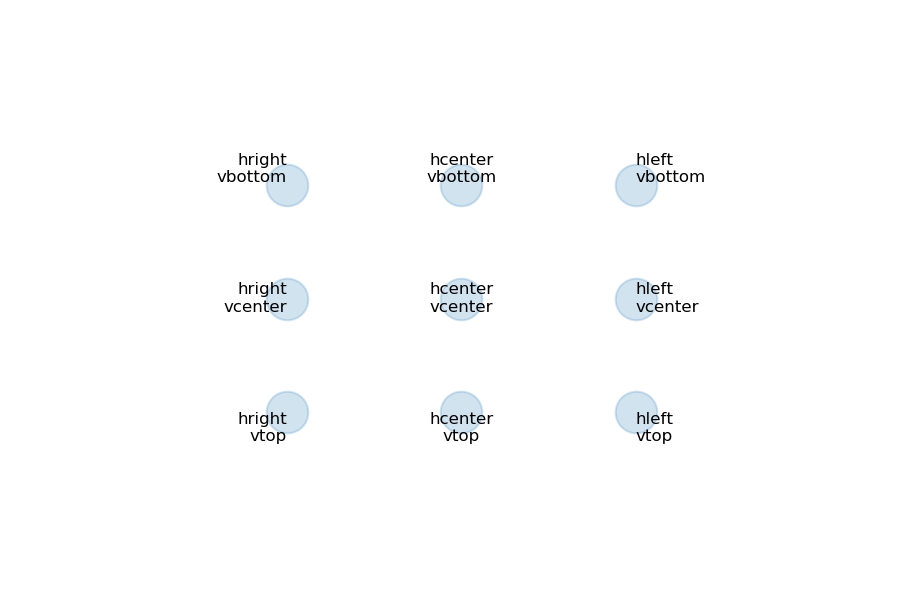 hright
vbottom
hcenter
vbottom
hleft
vbottom
hright
vcenter
hcenter
vcenter
hleft
vcenter
hright
vtop
hcenter
vtop
hleft
vtop